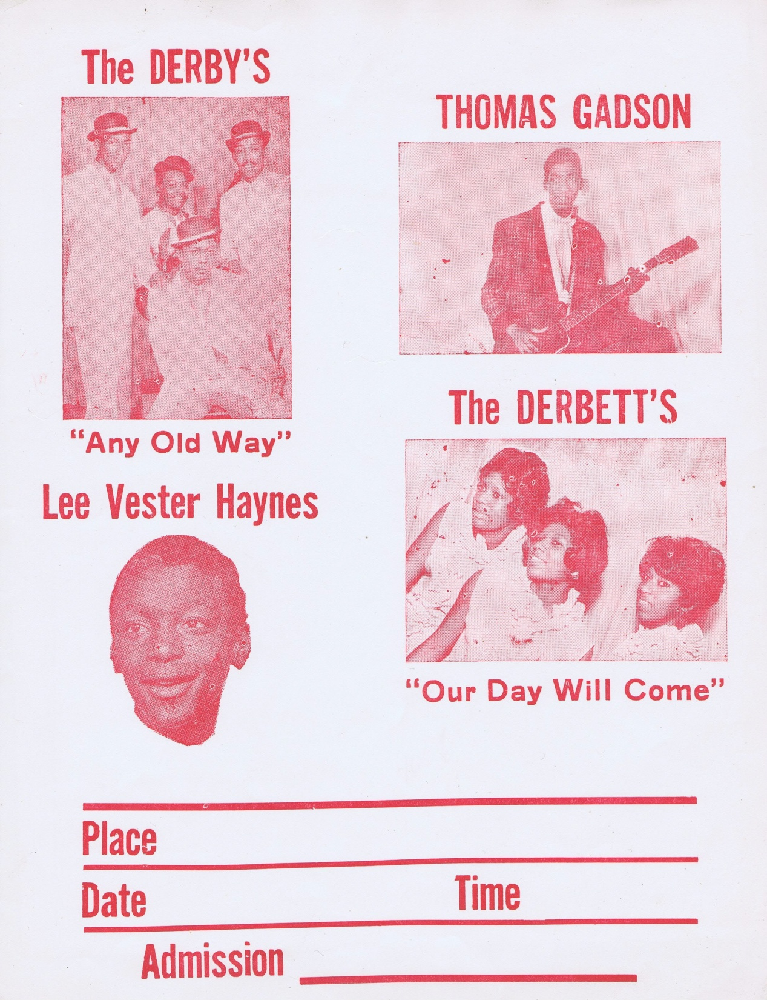 The DERBY'S
"Any Old Way"
Lee Vester Haynes
THOMAS GADSON
The DERBETT'S
"Our Day Will Come"
Place
Date Time
Admission